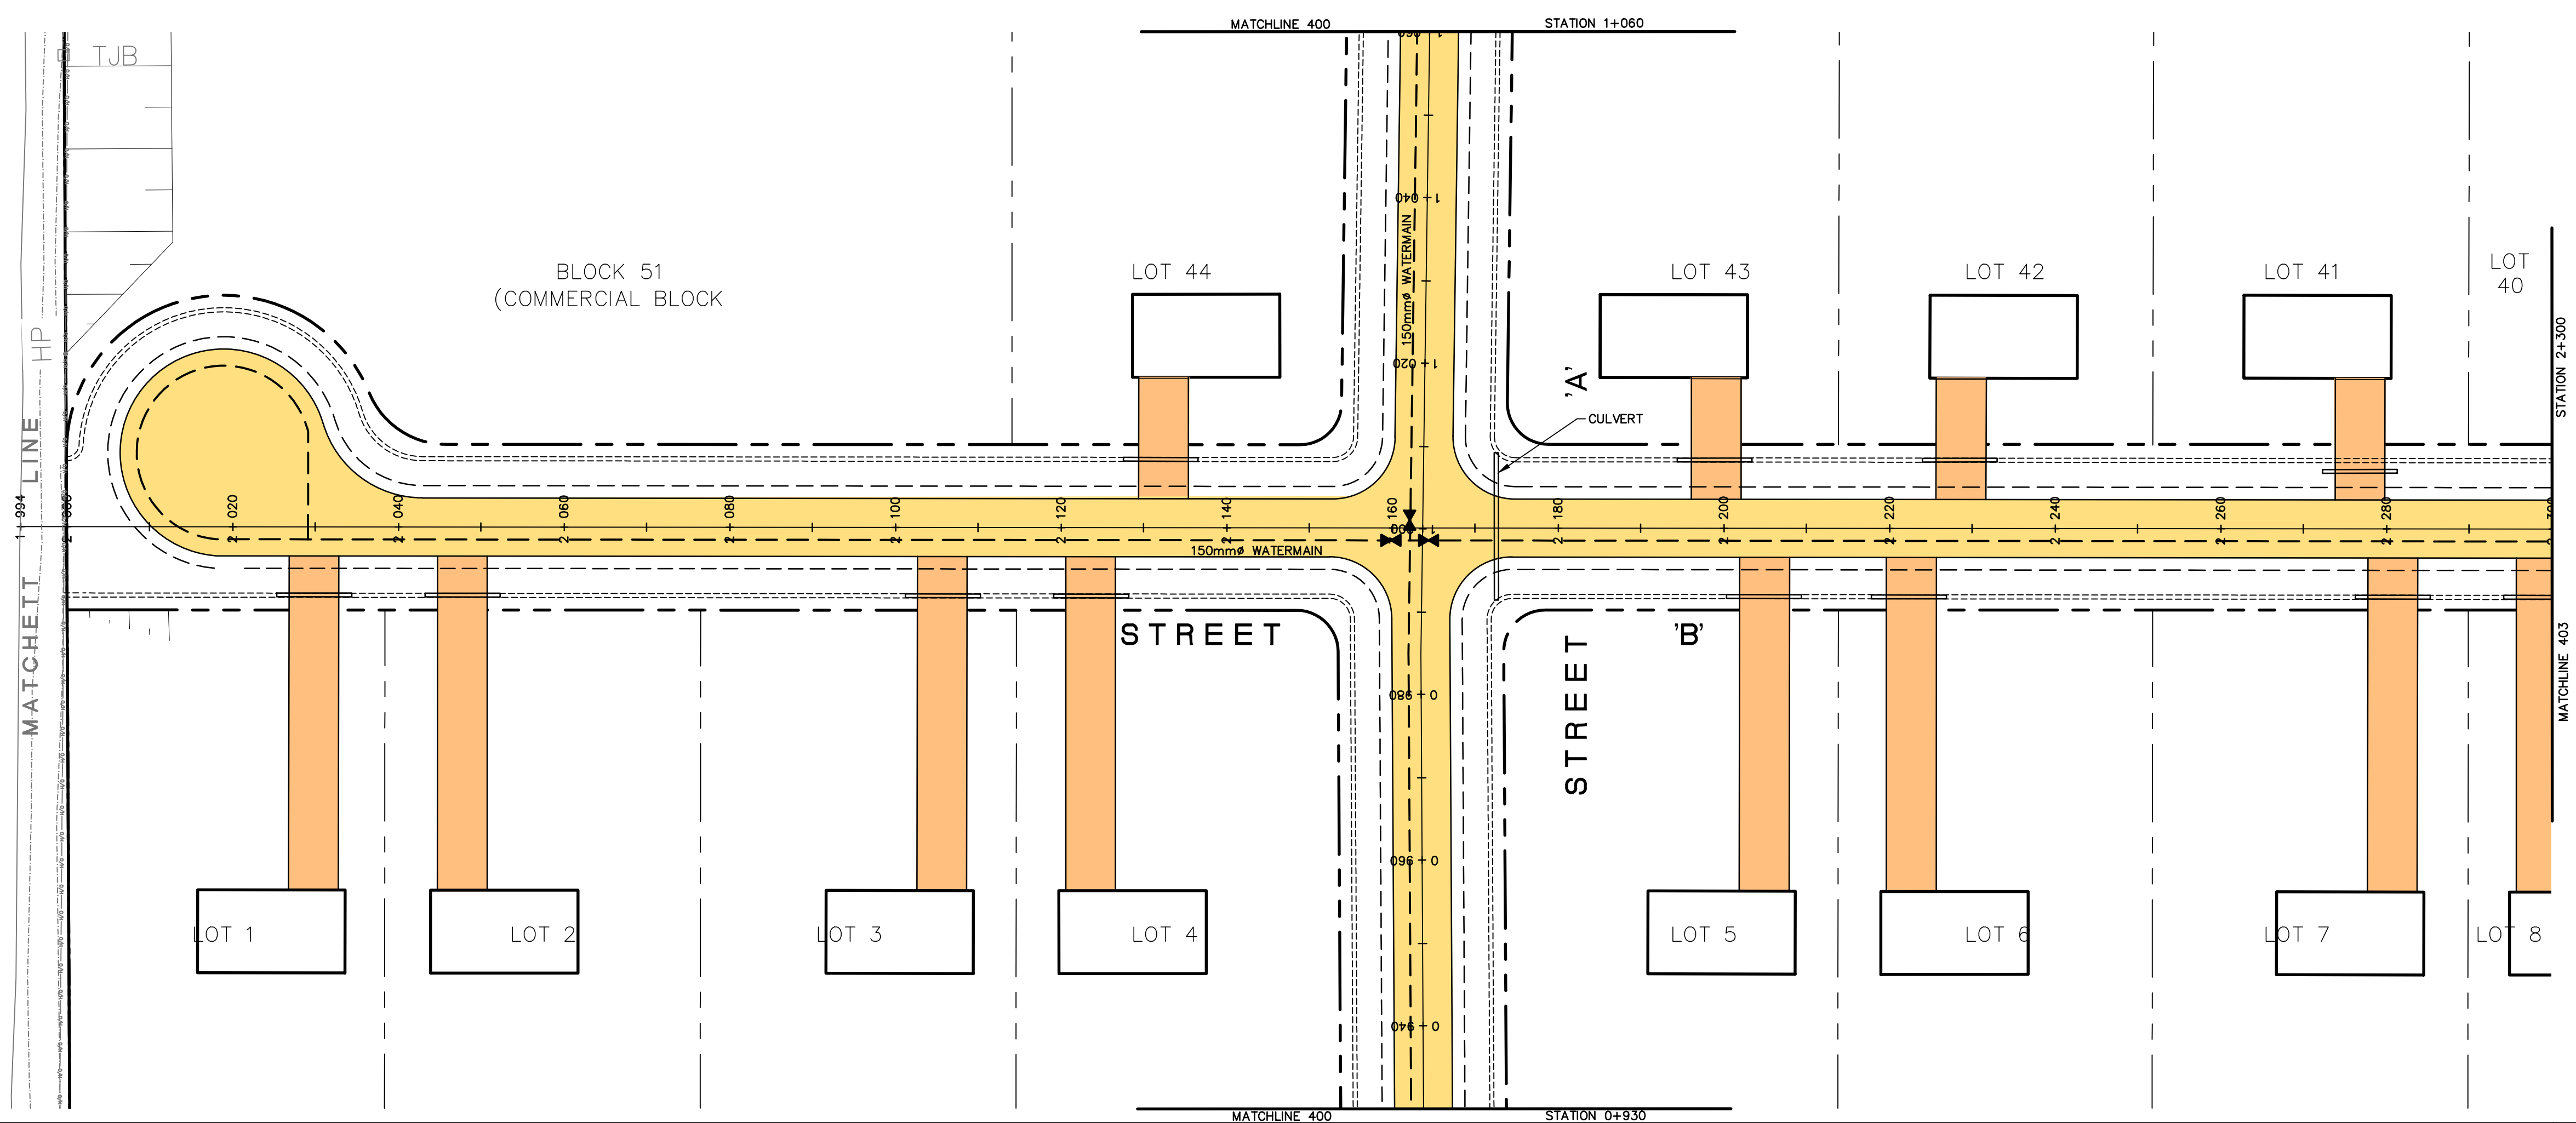 MATCHLINE 400
STATION 1+060
TJB
HP
BLOCK 51
(COMMERCIAL BLOCK
LOT 44
LOT 43
LOT 42
LOT 41
LOT
40
150mmø WATERMAIN
'A'
CULVERT
STATION 2+300
MATCHLINE 403
MATCHETT LINE
1+994
2+000
2+020
2+040
2+060
2+080
2+100
2+120
2+140
160
2+180
2+200
2+220
2+240
2+260
2+280
1+060
1+040
1+020
0+980
0+960
0+940
150mmø WATERMAIN
STREET
'B'
STREET
LOT 1
LOT 2
LOT 3
LOT 4
LOT 5
LOT 6
LOT 7
LOT 8
MATCHLINE 400
STATION 0+930